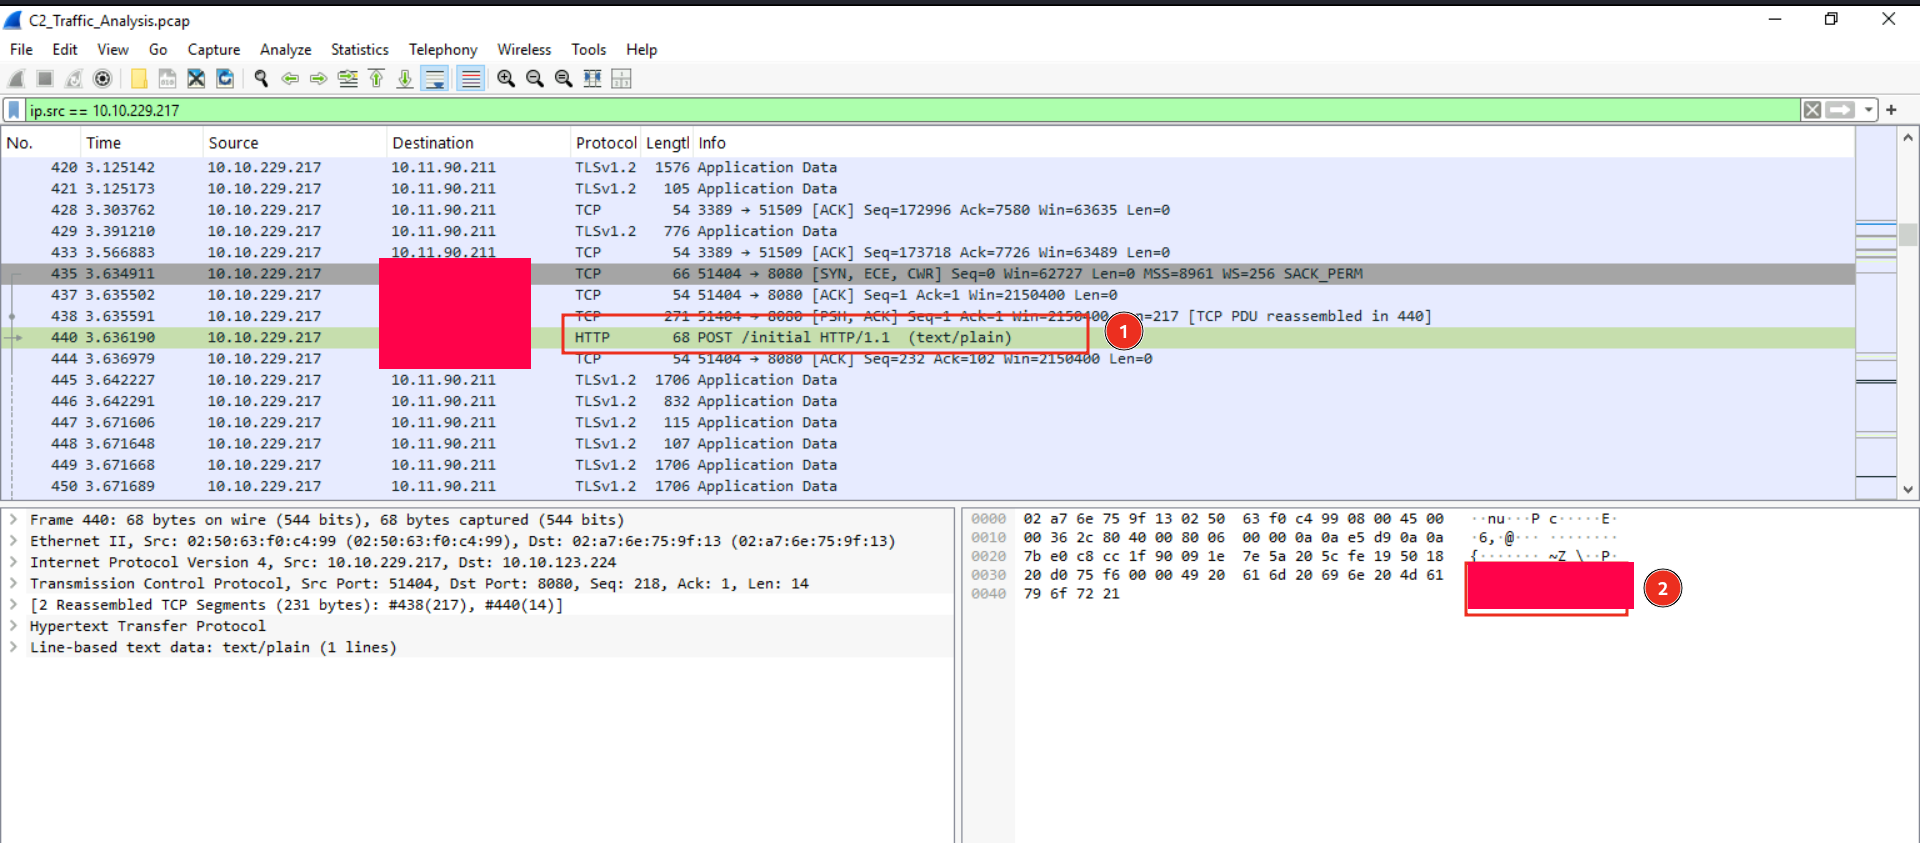 C2_Traffic_Analysis.pcap
File Edit View Go Capture Analyze Statistics Telephony Wireless Tools Help
ip.src == 10.10.229.217
No. Time Source Destination Protocol Lengtl Info
420 3.125142 10.10.229.217 10.11.90.211 TLSv1.2 1576 Application Data
421 3.125173 10.10.229.217 10.11.90.211 TLSv1.2 105 Application Data
428 3.303762 10.10.229.217 10.11.90.211 TCP 54 3389 → 51509 [ACK] Seq=172996 Ack=7580 Win=63635 Len=0
429 3.391210 10.10.229.217 10.11.90.211 TLSv1.2 776 Application Data
433 3.566883 10.10.229.217 10.11.90.211 TCP 54 3389 → 51509 [ACK] Seq=173718 Ack=7726 Win=63489 Len=0
435 3.634911 10.10.229.217 TCP 66 51404 → 8080 [SYN, ECE, CWR] Seq=0 Win=62727 Len=0 MSS=8961 WS=256 SACK_PERM
437 3.635502 10.10.229.217 TCP 54 51404 → 8080 [ACK] Seq=1 Ack=1 Win=2150400 Len=0
438 3.635591 10.10.229.217 TCP 271 51404 → 8080 [PSH, ACK] Seq=1 Ack=1 Win=2150400 n=217 [TCP PDU reassembled in 440]
440 3.636190 10.10.229.217 HTTP 68 POST /initial HTTP/1.1 (text/plain)
1
444 3.636979 10.10.229.217 TCP 54 51404 → 8080 [ACK] Seq=232 Ack=102 Win=2150400 Len=0
445 3.642227 10.10.229.217 10.11.90.211 TLSv1.2 1706 Application Data
446 3.642291 10.10.229.217 10.11.90.211 TLSv1.2 832 Application Data
447 3.671606 10.10.229.217 10.11.90.211 TLSv1.2 115 Application Data
448 3.671648 10.10.229.217 10.11.90.211 TLSv1.2 107 Application Data
449 3.671668 10.10.229.217 10.11.90.211 TLSv1.2 1706 Application Data
450 3.671689 10.10.229.217 10.11.90.211 TLSv1.2 1706 Application Data
Frame 440: 68 bytes on wire (544 bits), 68 bytes captured (544 bits)
Ethernet II, Src: 02:50:63:f0:c4:99 (02:50:63:f0:c4:99), Dst: 02:a7:6e:75:9f:13 (02:a7:6e:75:9f:13)
Internet Protocol Version 4, Src: 10.10.229.217, Dst: 10.10.123.224
Transmission Control Protocol, Src Port: 51404, Dst Port: 8080, Seq: 218, Ack: 1, Len: 14
[2 Reassembled TCP Segments (231 bytes): #438(217), #440(14)]
Hypertext Transfer Protocol
Line-based text data: text/plain (1 lines)
0000 02 a7 6e 75 9f 13 02 50 63 f0 c4 99 08 00 45 00 ··nu···P c·····E·
0010 00 36 2c 80 40 00 80 06 00 00 0a 0a e5 d9 0a 0a ·6,·@··· ········
0020 7b e0 c8 cc 1f 90 09 1e 7e 5a 20 5c fe 19 50 18 {······· ~Z \··P·
0030 20 d0 75 f6 00 00 49 20 61 6d 20 69 6e 20 4d 61
0040 79 6f 72 21
2